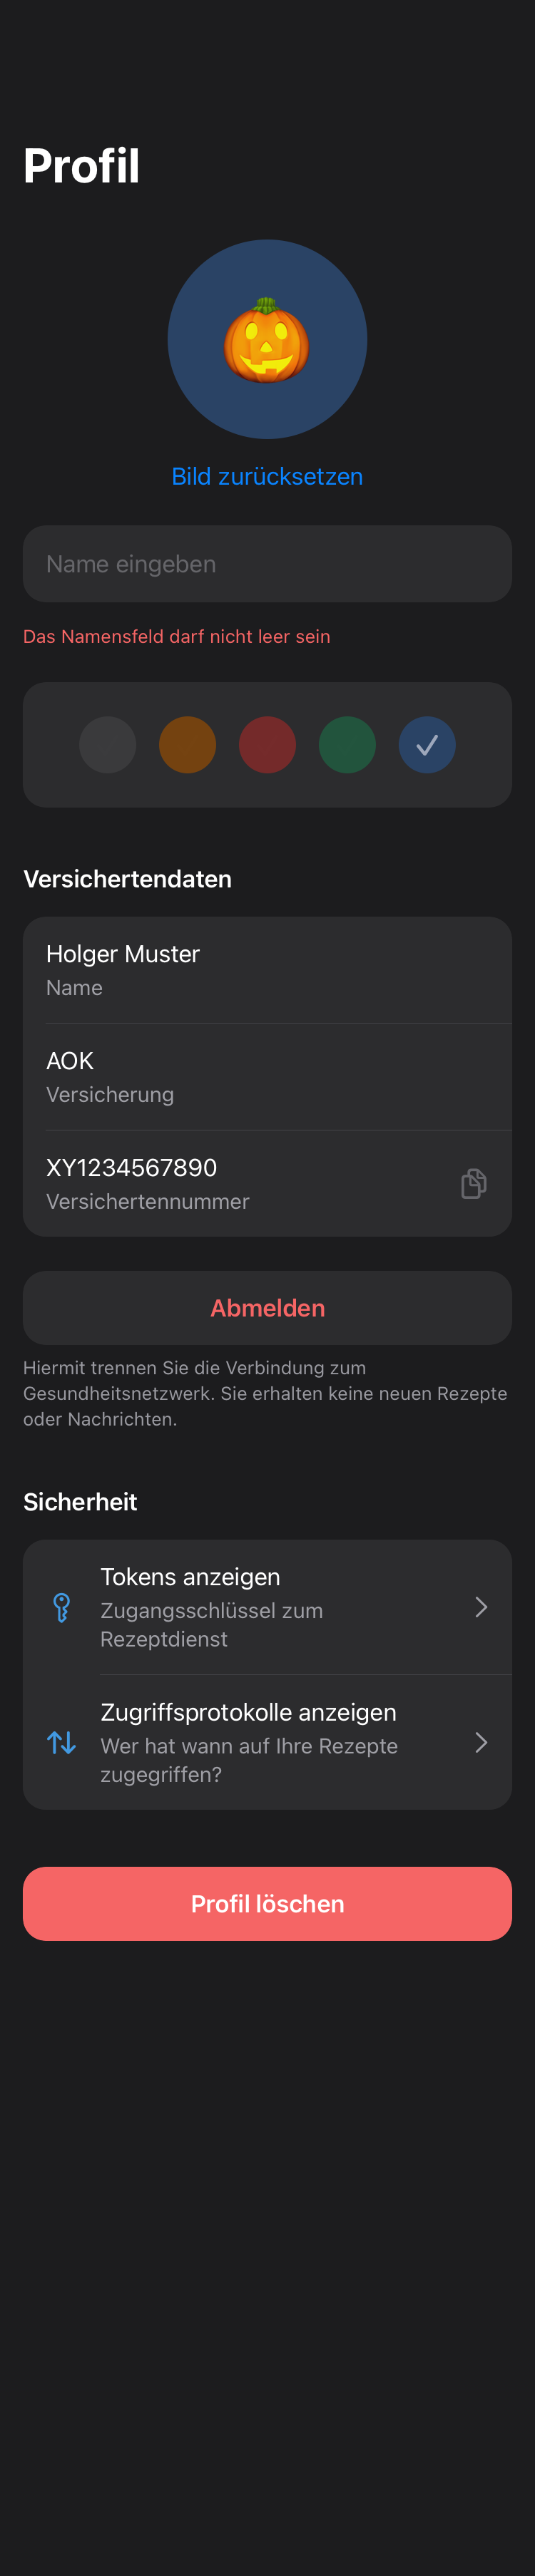 Profil
Bild zurücksetzen
Name eingeben
Das Namensfeld darf nicht leer sein
Versichertendaten
Holger Muster
Name
AOK
Versicherung
XY1234567890
Versichertennummer
Abmelden
Hiermit trennen Sie die Verbindung zum
Gesundheitsnetzwerk. Sie erhalten keine neuen Rezepte
oder Nachrichten.
Sicherheit
Tokens anzeigen
Zugangsschlüssel zum
Rezeptdienst
Zugriffsprotokolle anzeigen
Wer hat wann auf Ihre Rezepte
zugegriffen?
Profil löschen